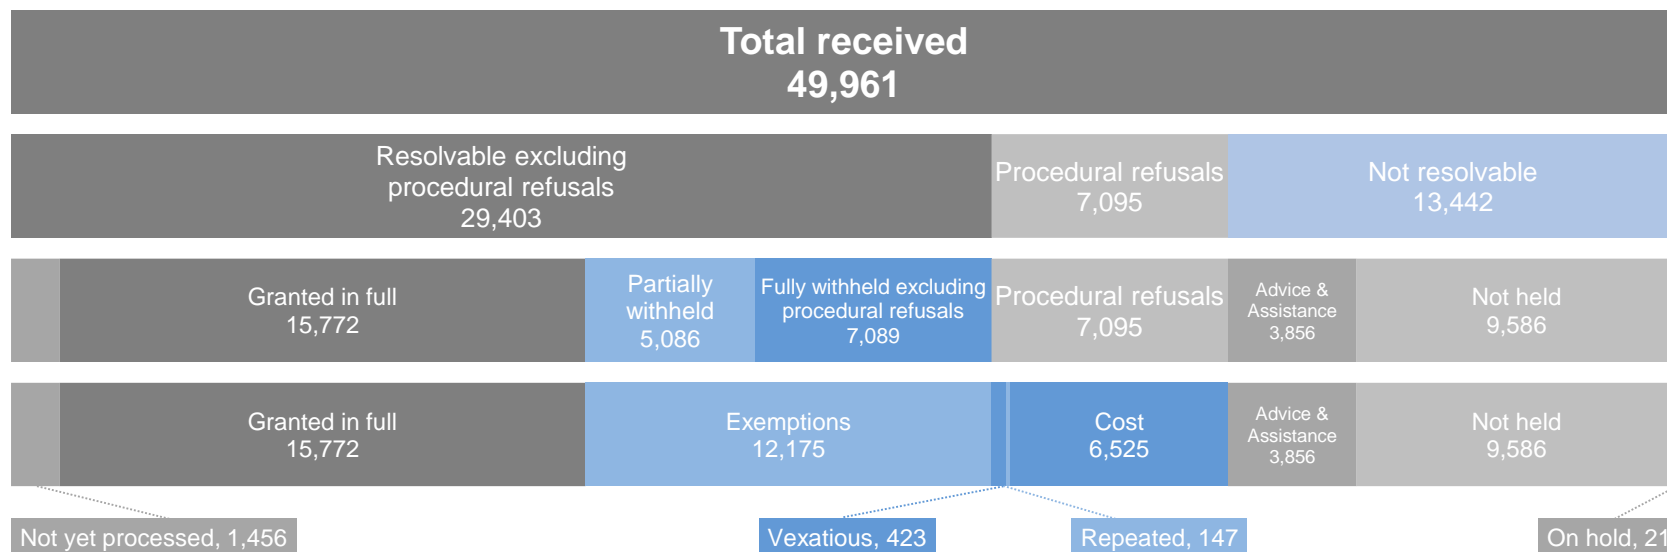 Total received
49,961
Resolvable excluding
procedural refusals
29,403
Procedural refusals
7,095
Not resolvable
13,442
Granted in full
15,772
Partially
withheld
5,086
Fully withheld excluding
procedural refusals
7,089
Procedural refusals
7,095
Advice &
Assistance
3,856
Not held
9,586
Granted in full
15,772
Exemptions
12,175
Cost
6,525
Advice &
Assistance
3,856
Not held
9,586
Not yet processed, 1,456
Vexatious, 423
Repeated, 147
On hold, 21